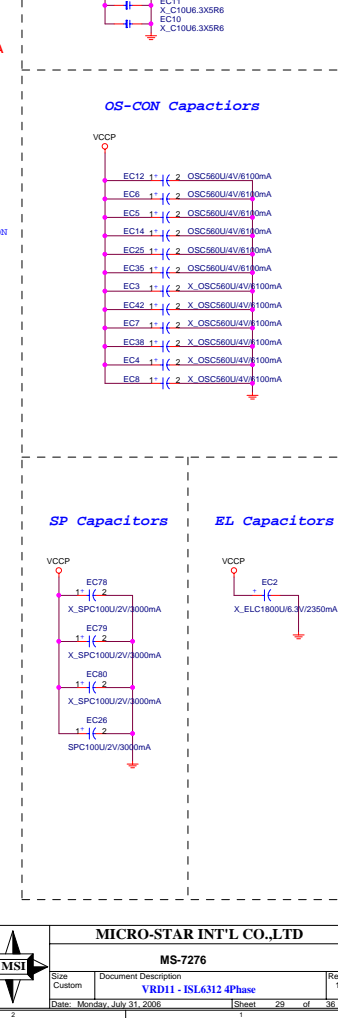 EC11
X_C10U6.3X5R6
EC10
X_C10U6.3X5R6
A
OS-CON Capactiors
VCCP
EC12 1+ 2 OSC560U/4V/6100mA
EC6 1+ 2 OSC560U/4V/6100mA
EC5 1+ 2 OSC560U/4V/6100mA
EC14 1+ 2 OSC560U/4V/6100mA
EC25 1+ 2 OSC560U/4V/6100mA
EC35 1+ 2 OSC560U/4V/6100mA
EC3 1+ 2 X_OSC560U/4V/6100mA
EC42 1+ 2 X_OSC560U/4V/6100mA
EC7 1+ 2 X_OSC560U/4V/6100mA
EC38 1+ 2 X_OSC560U/4V/6100mA
EC4 1+ 2 X_OSC560U/4V/6100mA
EC8 1+ 2 X_OSC560U/4V/6100mA
N
SP Capacitors
VCCP
EC78
1+ 2
X_SPC100U/2V/3000mA
EC79
1+ 2
X_SPC100U/2V/3000mA
EC80
1+ 2
X_SPC100U/2V/3000mA
EC26
1+ 2
SPC100U/2V/3000mA
EL Capacitors
VCCP
EC2
+
X_ELC1800U/6.3V/2350mA
MSI
MICRO-STAR INT'L CO.,LTD
MS-7276
Size
Custom
Document Description
VRD11 - ISL6312 4Phase
Re
1
Date: Monday, July 31, 2006
Sheet 29 of 36
2 1